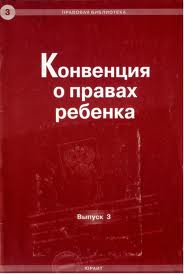 3
ПРАВОВАЯ БИБЛИОТЕКА
Конвенция
о правах
ребенка
Выпуск 3
ЮРАЙТ